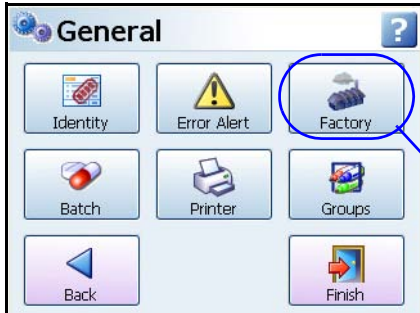 General ?
Identity Error Alert Factory
Batch Printer Groups
Back Finish